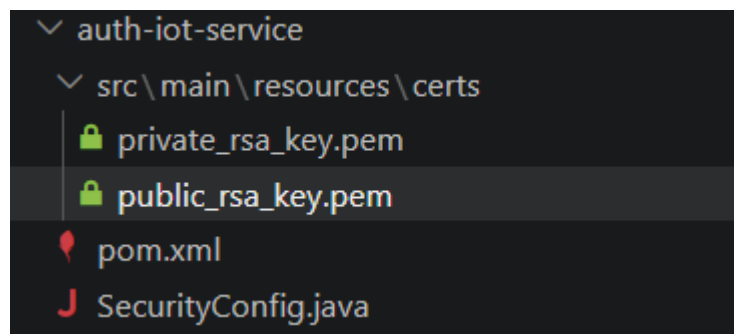 auth-iot-service
src\main\resources\certs
private_rsa_key.pem
public_rsa_key.pem
pom.xml
J SecurityConfig.java